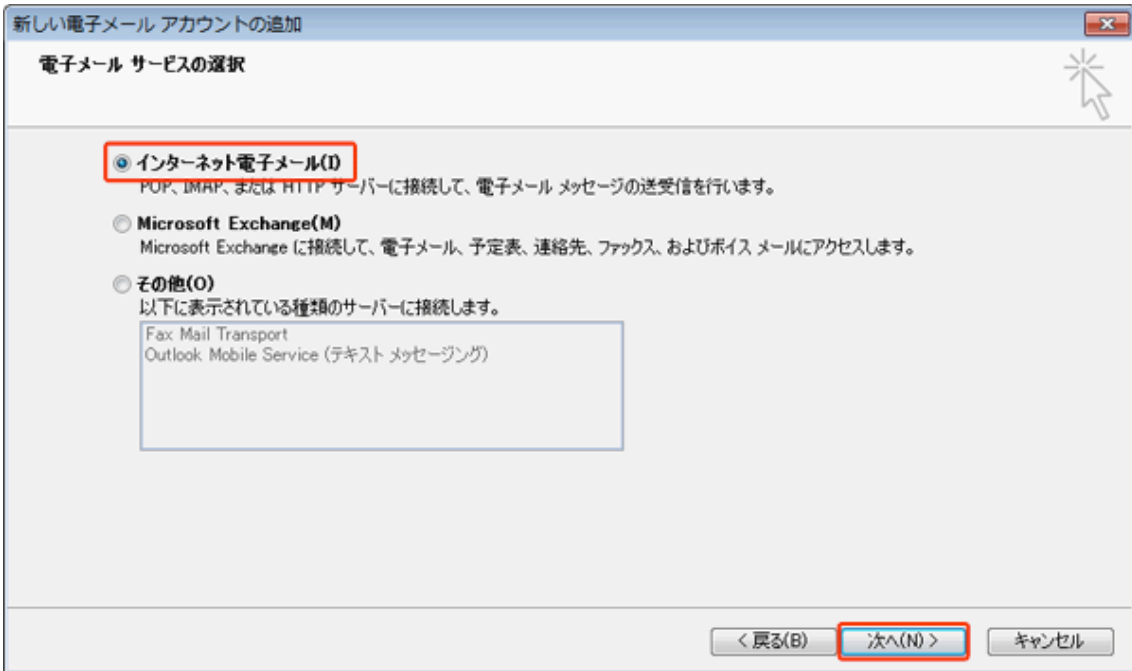 新しい電子メール アカウントの追加
電子メール サービスの選択
インターネット電子メール(I)
POP、IMAP、または HTTP サーバーに接続して、電子メール メッセージの送受信を行います。
Microsoft Exchange(M)
Microsoft Exchange に接続して、電子メール、予定表、連絡先、ファックス、およびボイス メールにアクセスします。
その他(O)
以下に表示されている種類のサーバーに接続します。
Fax Mail Transport
Outlook Mobile Service (テキスト メッセージング)
< 戻る(B) 次へ(N) > キャンセル